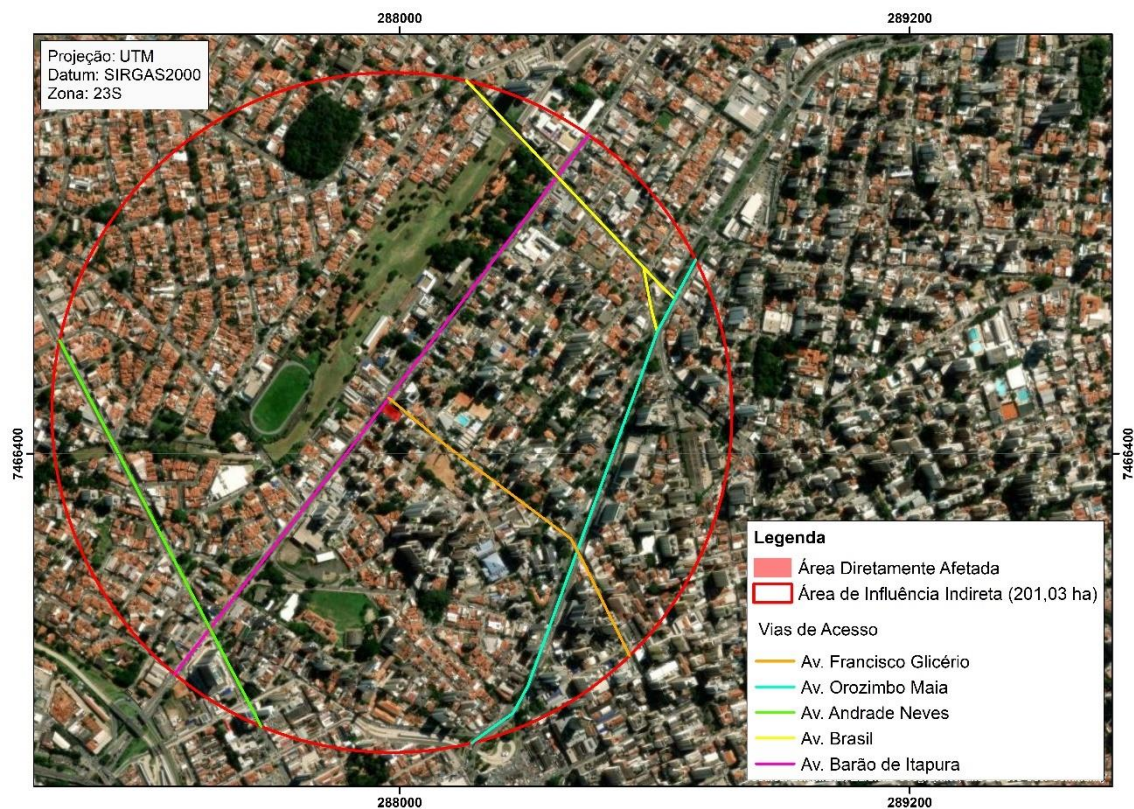 288000
289200
Projeção: UTM
Datum: SIRGAS2000
Zona: 23S
7466400
7466400
Legenda
Área Diretamente Afetada
Área de Influência Indireta (201,03 ha)
Vias de Acesso
Av. Francisco Glicério
Av. Orozimbo Maia
Av. Andrade Neves
Av. Brasil
Av. Barão de Itapura
288000
289200